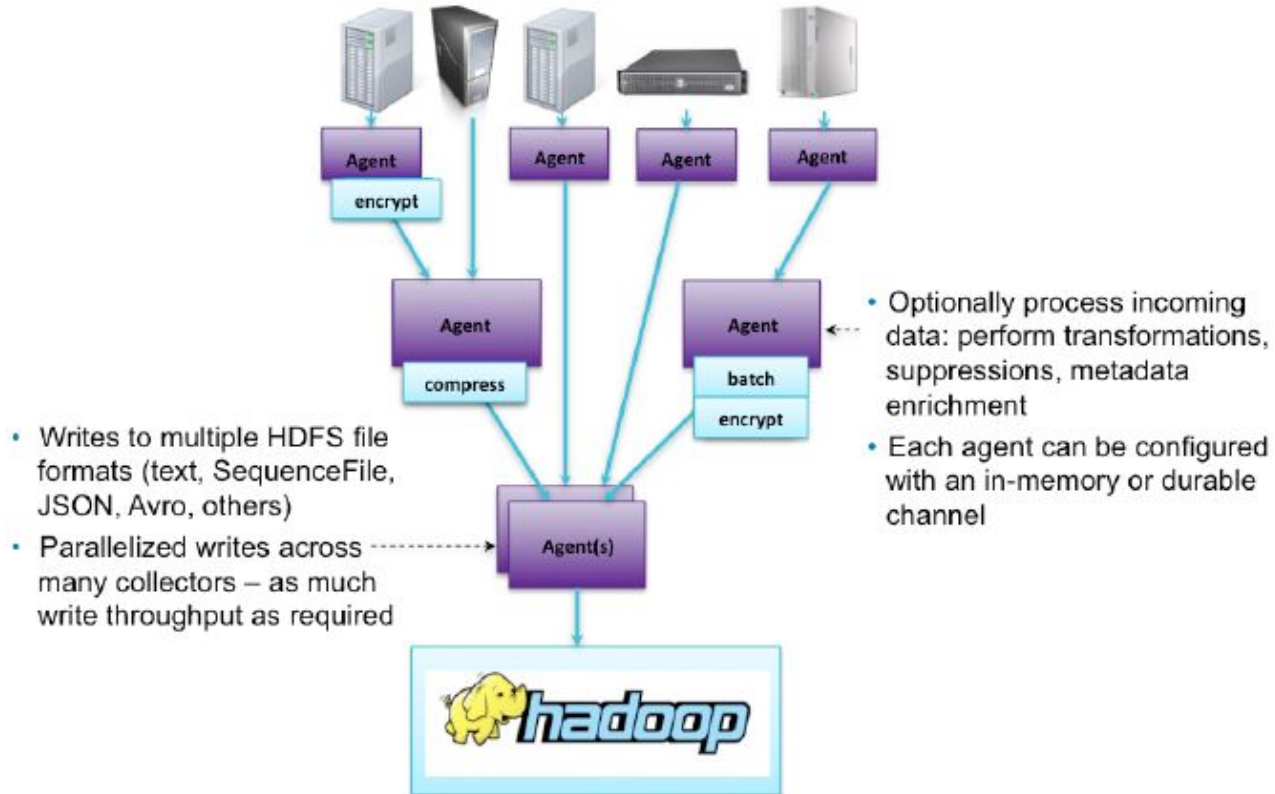 Agent
Agent
Agent
Agent
encrypt
Agent
Agent
compress
batch
encrypt
• Optionally process incoming
data: perform transformations,
suppressions, metadata
enrichment
• Each agent can be configured
with an in-memory or durable
channel
• Writes to multiple HDFS file
formats (text, SequenceFile,
JSON, Avro, others)
• Parallelized writes across
many collectors – as much
write throughput as required
Agent(s)
hadoop